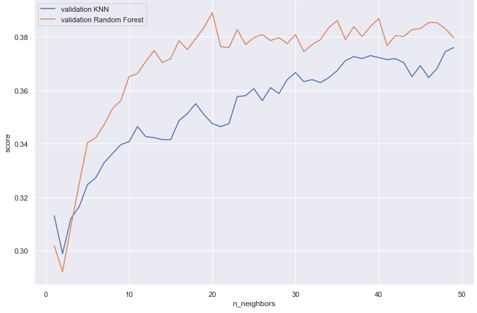 validation KNN
validation Random Forest
0.38
0.36
0.34
0.32
0.30
score
0 10 20 30 40 50
n_neighbors